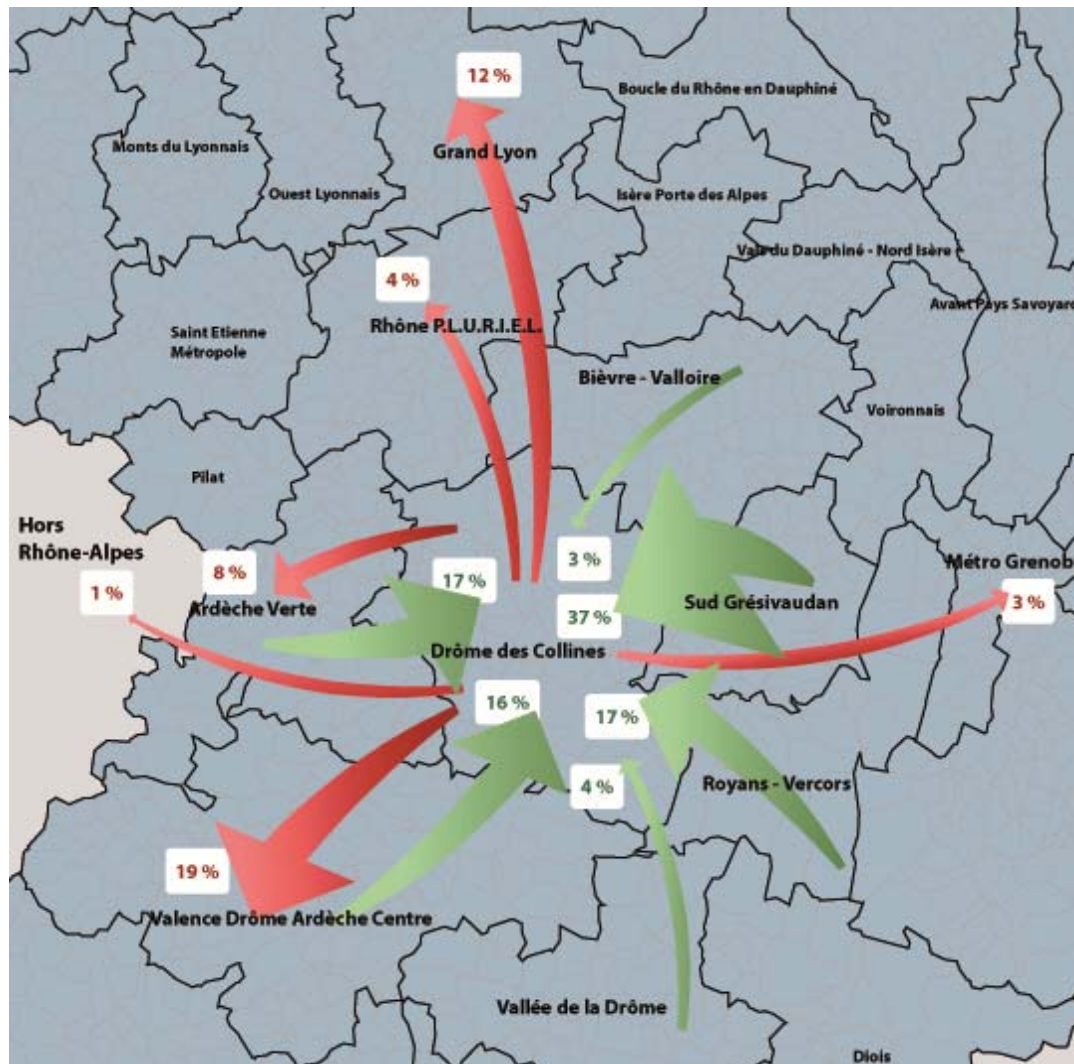 12 %
Boucle du Rhône en Dauphiné
Monts du Lyonnais
Grand Lyon
Ouest Lyonnais
Isère Porte des Alpes
Vals du Dauphiné - Nord Isère
4 %
Avant Pays Savoyard
Rhône P.L.U.R.I.E.L.
Saint Etienne
Métropole
Bièvre - Valloire
Voironnais
Pilat
Hors
Rhône-Alpes
1 %
8 %
Ardèche Verte
17 %
3 %
Métro Grenob
3 %
37 %
Sud Grésivaudan
Drôme des Collines
16 %
17 %
4 %
Royans - Vercors
19 %
Valence Drôme Ardèche Centre
Vallée de la Drôme
Diois